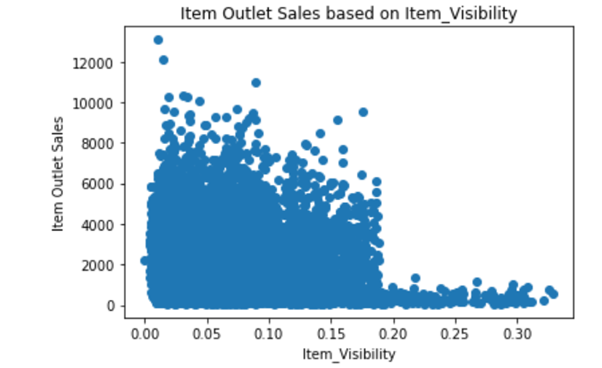 Item Outlet Sales based on Item_Visibility
12000
10000
8000
6000
4000
2000
0
Item Outlet Sales
0.00 0.05 0.10 0.15 0.20 0.25 0.30
Item_Visibility